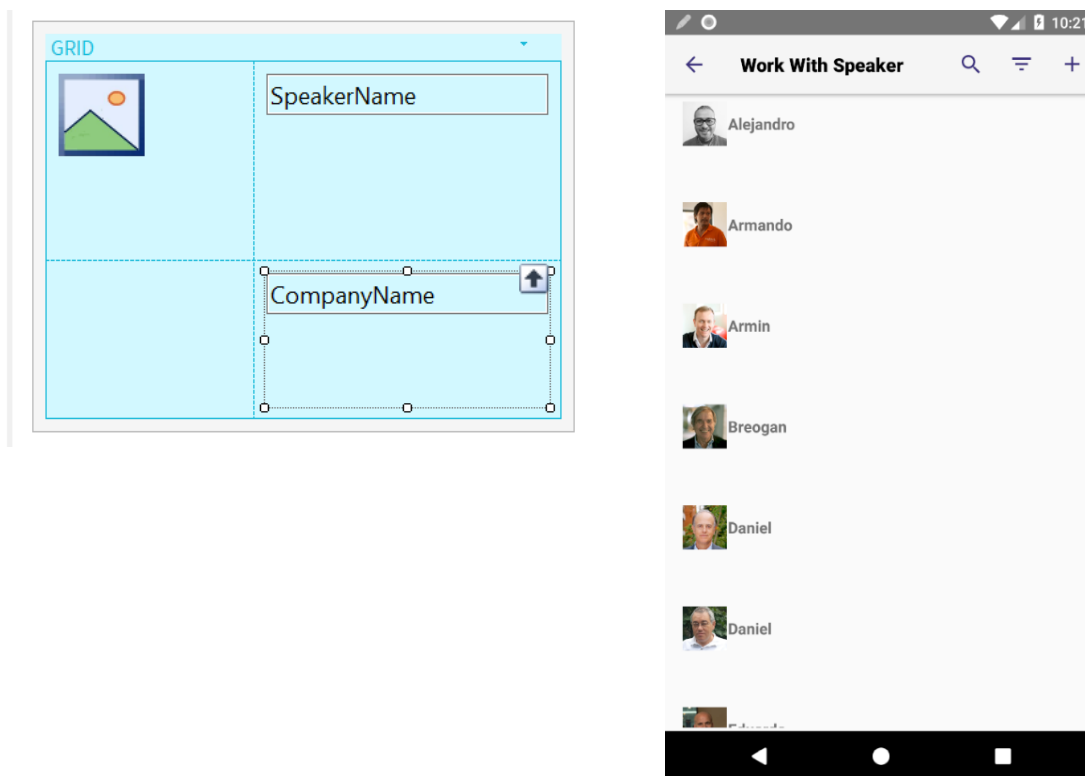 GRID
SpeakerName
CompanyName
10:21
Work With Speaker
Alejandro
Armando
Armin
Breogan
Daniel
Daniel